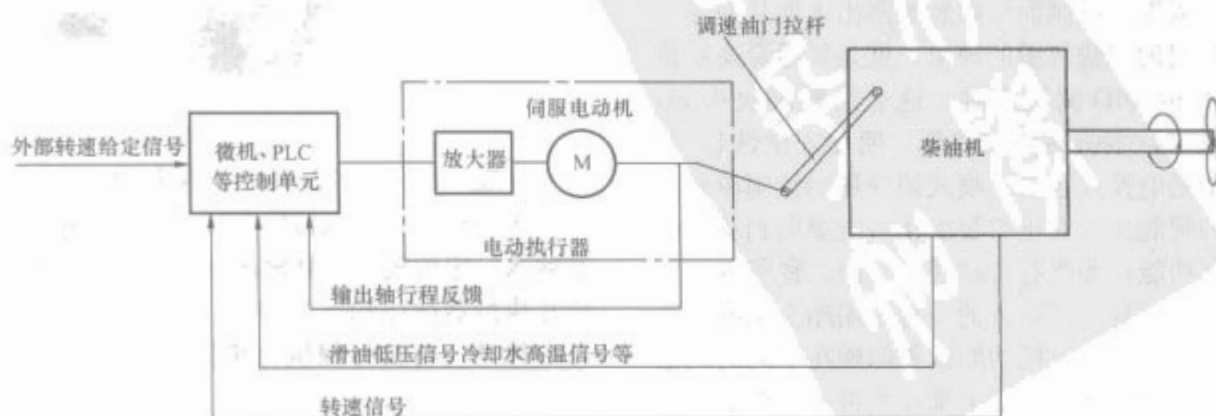 调速油门拉杆
伺服电动机
外部转速给定信号
微机、PLC
等控制单元
放大器
M
柴油机
电动执行器
输出轴行程反馈
滑油低压信号冷却水高温信号等
转速信号